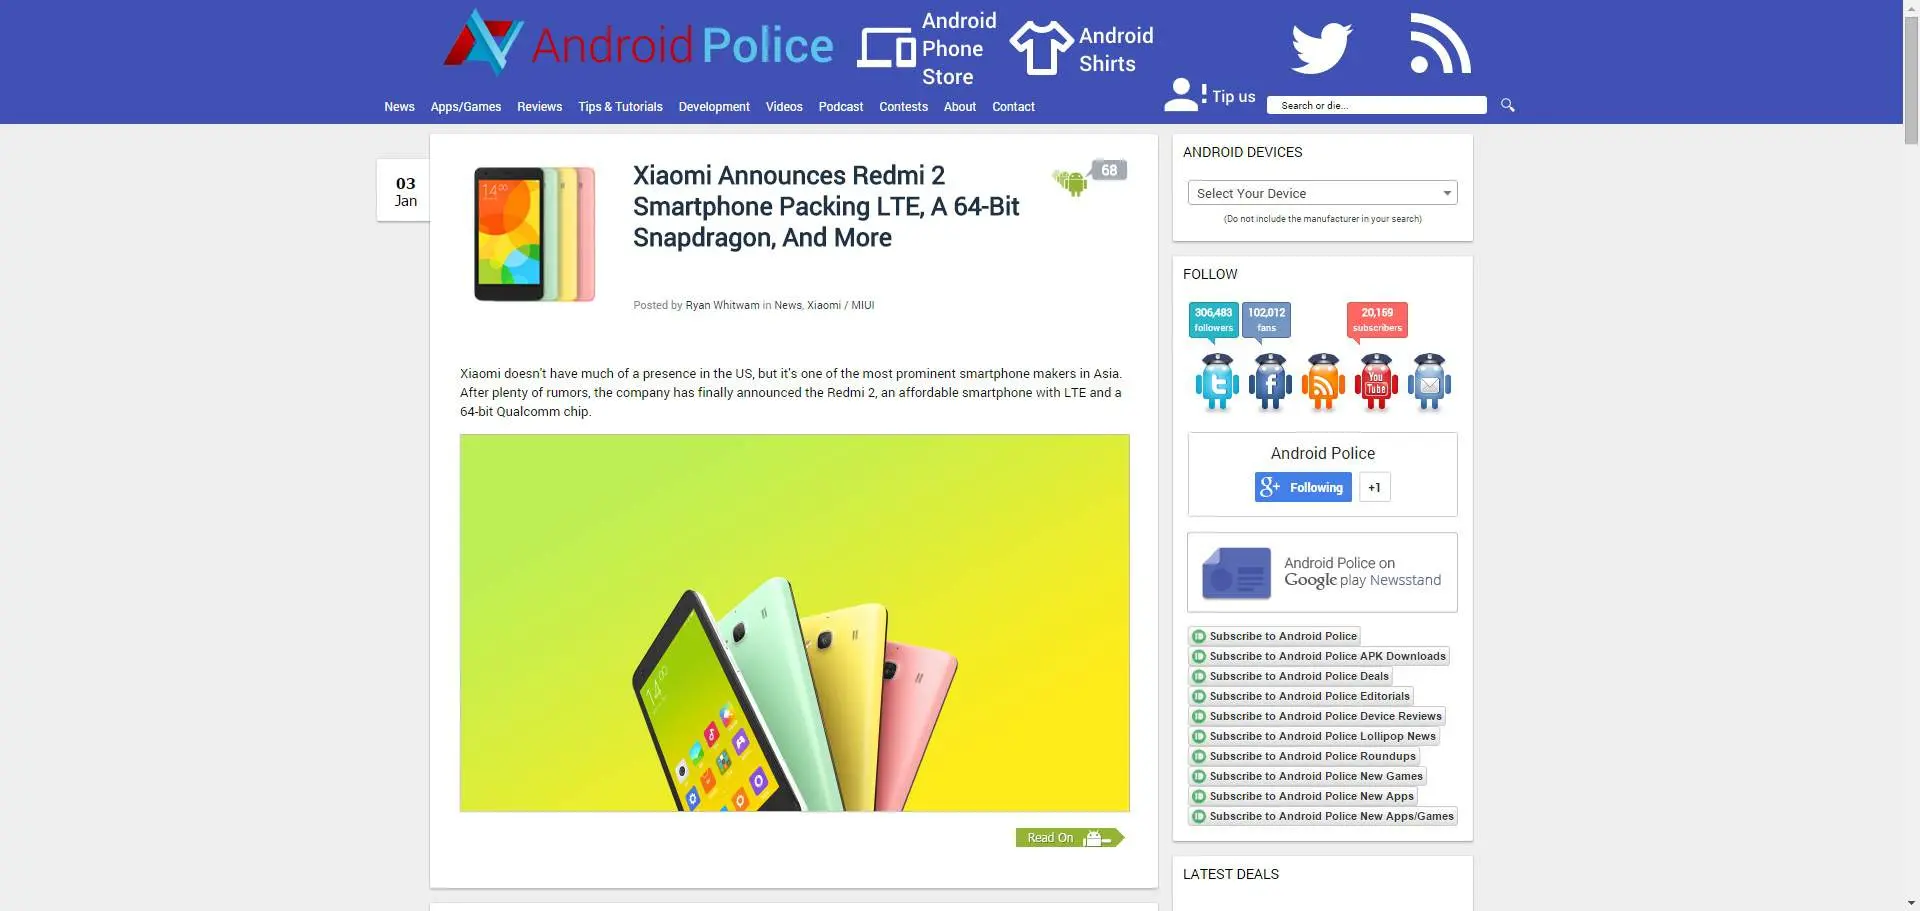 Android Police
Android
Phone
Store
Android
Shirts
News Apps/Games Reviews Tips & Tutorials Development Videos Podcast Contests About Contact
! Tip us
Search or die...
03
Jan
14:00
Xiaomi Announces Redmi 2
Smartphone Packing LTE, A 64-Bit
Snapdragon, And More
68
Posted by Ryan Whitwam in News, Xiaomi / MIUI
Xiaomi doesn't have much of a presence in the US, but it's one of the most prominent smartphone makers in Asia.
After plenty of rumors, the company has finally announced the Redmi 2, an affordable smartphone with LTE and a
64-bit Qualcomm chip.
14:00
Read On
ANDROID DEVICES
Select Your Device
(Do not include the manufacturer in your search)
FOLLOW
306,483
followers
102,012
fans
20,159
subscribers
You
Tube
Android Police
g+ Following +1
Android Police on
Google play Newsstand
Subscribe to Android Police
Subscribe to Android Police APK Downloads
Subscribe to Android Police Deals
Subscribe to Android Police Editorials
Subscribe to Android Police Device Reviews
Subscribe to Android Police Lollipop News
Subscribe to Android Police Roundups
Subscribe to Android Police New Games
Subscribe to Android Police New Apps
Subscribe to Android Police New Apps/Games
LATEST DEALS